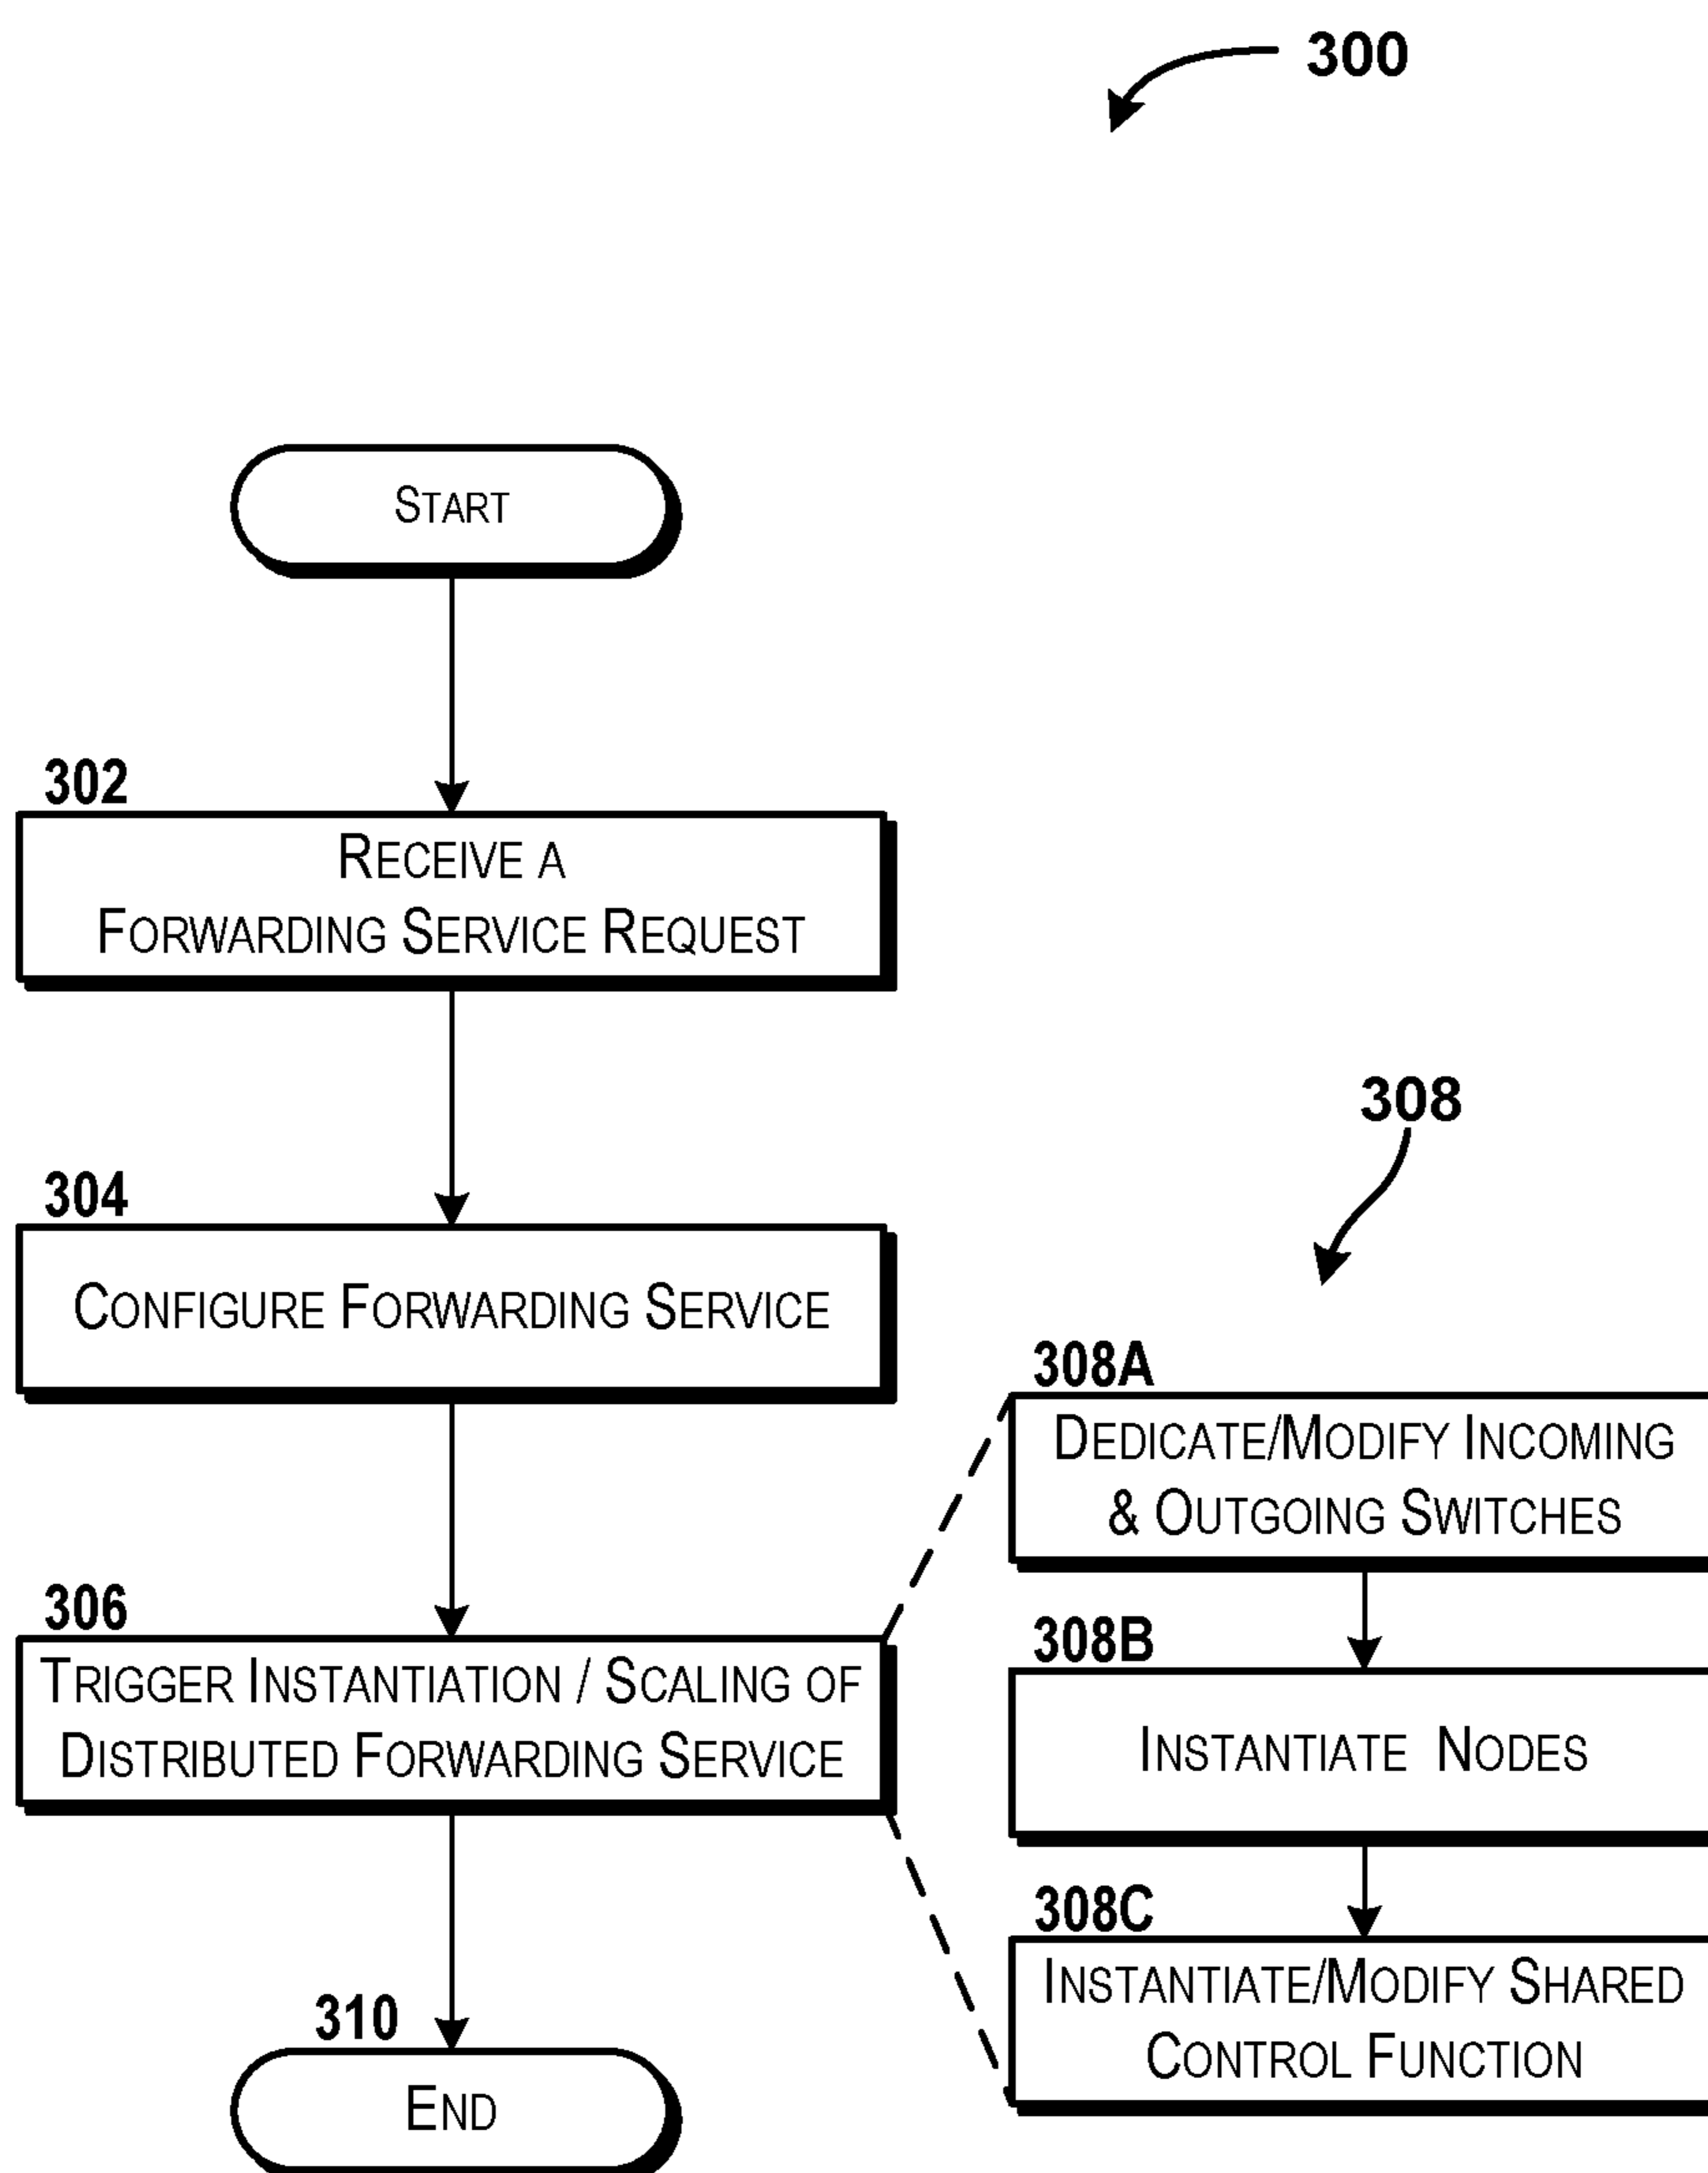 300
START
302
RECEIVE A
FORWARDING SERVICE REQUEST
304
CONFIGURE FORWARDING SERVICE
306
TRIGGER INSTANTIATION / SCALING OF
DISTRIBUTED FORWARDING SERVICE
308
308A
DEDICATE/MODIFY INCOMING
& OUTGOING SWITCHES
308B
INSTANTIATE NODES
308C
INSTANTIATE/MODIFY SHARED
CONTROL FUNCTION
310
END